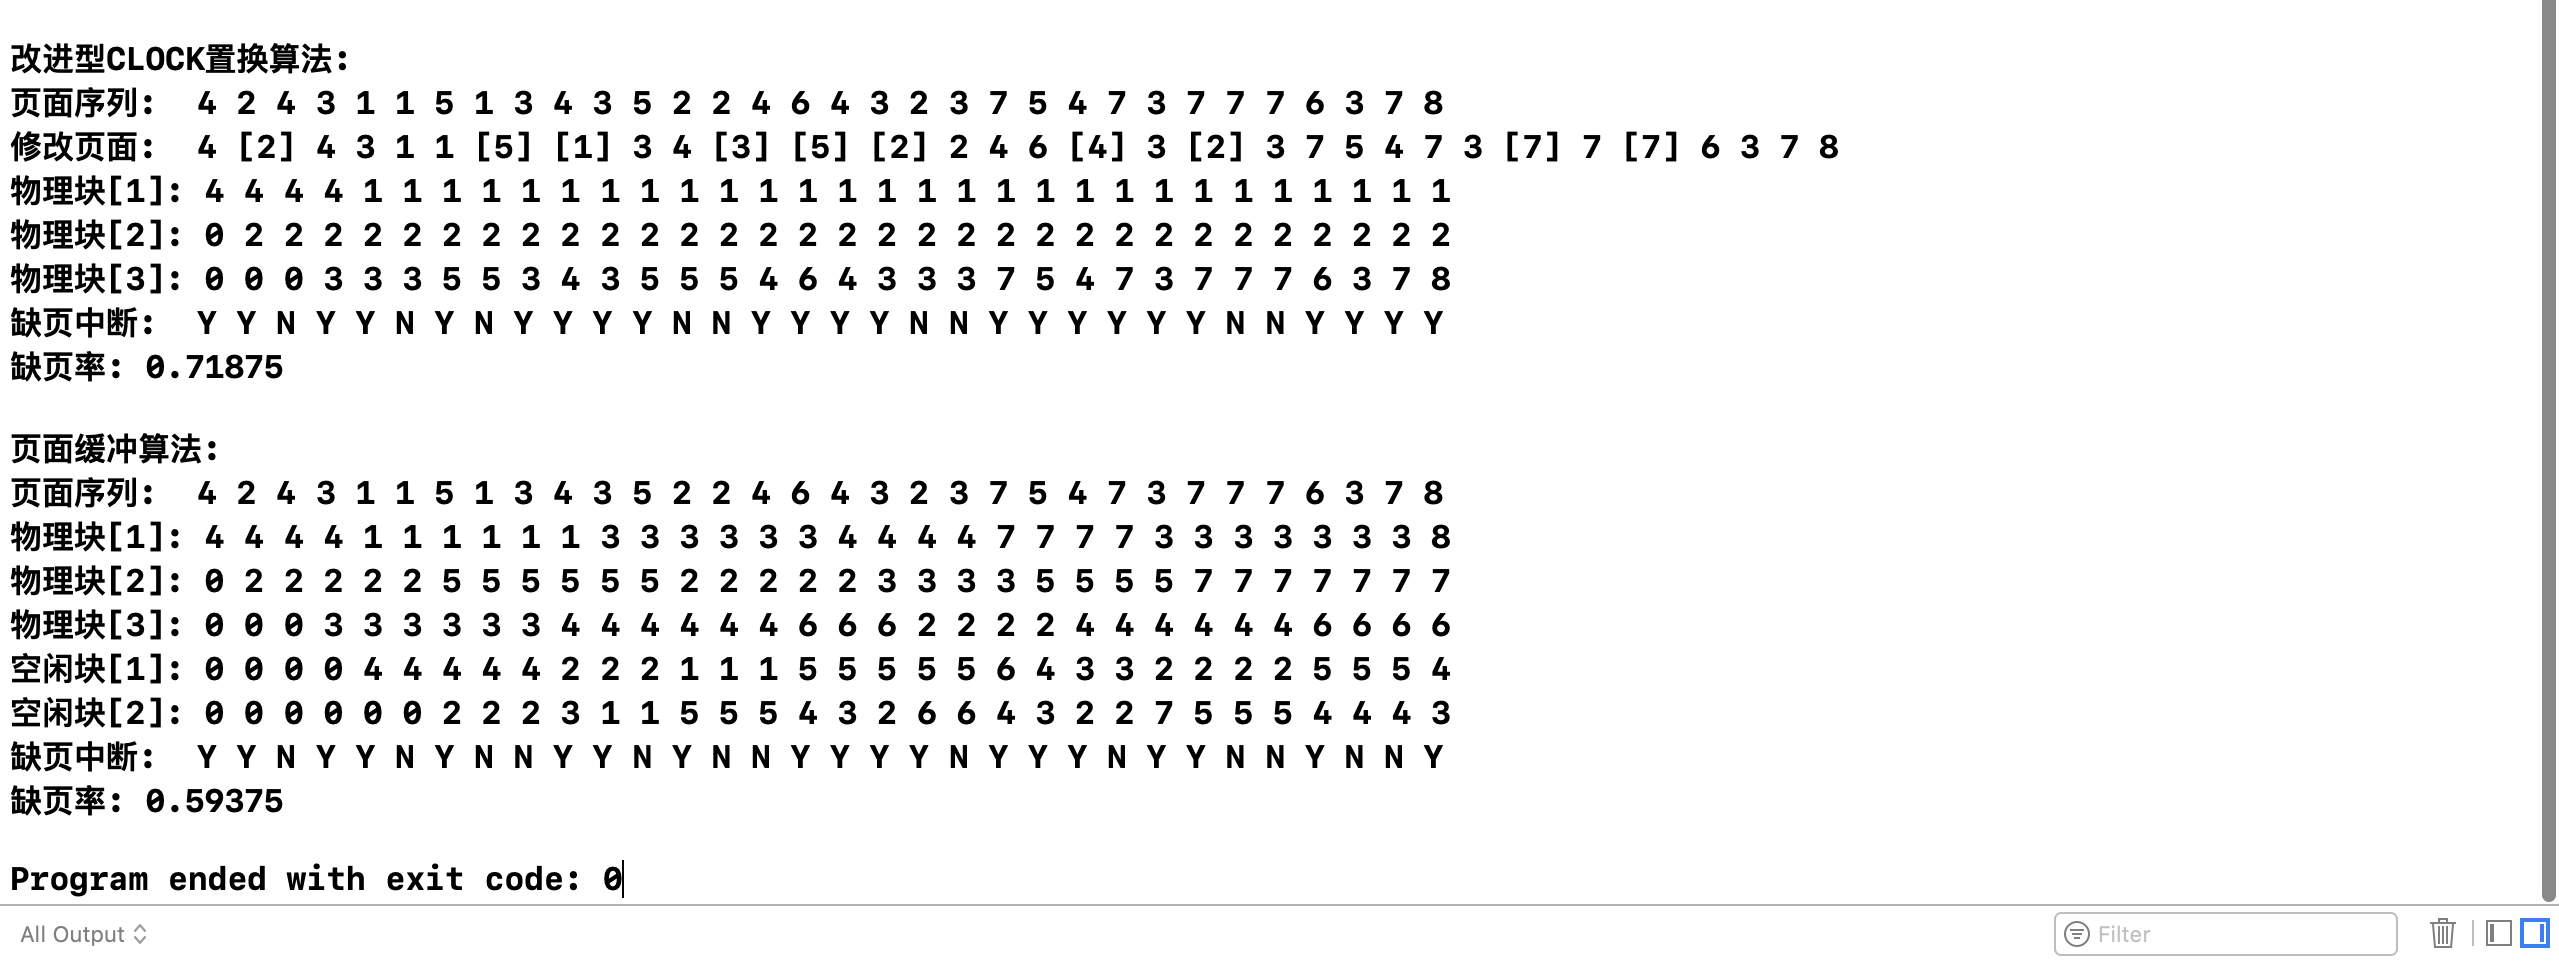 改进型CLOCK置换算法:
页面序列:  4 2 4 3 1 1 5 1 3 4 3 5 2 2 4 6 4 3 2 3 7 5 4 7 3 7 7 7 6 3 7 8
修改页面:  4 [2] 4 3 1 1 [5] [1] 3 4 [3] [5] [2] 2 4 6 [4] 3 [2] 3 7 5 4 7 3 [7] 7 [7] 6 3 7 8
物理块[1]: 4 4 4 4 1 1 1 1 1 1 1 1 1 1 1 1 1 1 1 1 1 1 1 1 1 1 1 1 1 1 1 1
物理块[2]: 0 2 2 2 2 2 2 2 2 2 2 2 2 2 2 2 2 2 2 2 2 2 2 2 2 2 2 2 2 2 2 2
物理块[3]: 0 0 0 3 3 3 5 5 3 4 3 5 5 5 4 6 4 3 3 3 7 5 4 7 3 7 7 7 6 3 7 8
缺页中断:  Y Y N Y Y N Y N Y Y Y Y N N Y Y Y Y N N Y Y Y Y Y Y N N Y Y Y Y
缺页率: 0.71875
页面缓冲算法:
页面序列:  4 2 4 3 1 1 5 1 3 4 3 5 2 2 4 6 4 3 2 3 7 5 4 7 3 7 7 7 6 3 7 8
物理块[1]: 4 4 4 4 1 1 1 1 1 1 3 3 3 3 3 3 4 4 4 4 7 7 7 7 3 3 3 3 3 3 3 8
物理块[2]: 0 2 2 2 2 2 5 5 5 5 5 5 2 2 2 2 2 3 3 3 3 5 5 5 5 7 7 7 7 7 7 7
物理块[3]: 0 0 0 3 3 3 3 3 3 4 4 4 4 4 4 6 6 6 2 2 2 2 4 4 4 4 4 4 6 6 6 6
空闲块[1]: 0 0 0 0 4 4 4 4 4 2 2 2 1 1 1 5 5 5 5 5 6 4 3 3 2 2 2 2 5 5 5 4
空闲块[2]: 0 0 0 0 0 0 2 2 2 3 1 1 5 5 5 4 3 2 6 6 4 3 2 2 7 5 5 5 4 4 4 3
缺页中断:  Y Y N Y Y N Y N N Y Y N Y N N Y Y Y Y N Y Y Y N Y Y N N Y N N Y
缺页率: 0.59375
Program ended with exit code: 0
All Output
Filter